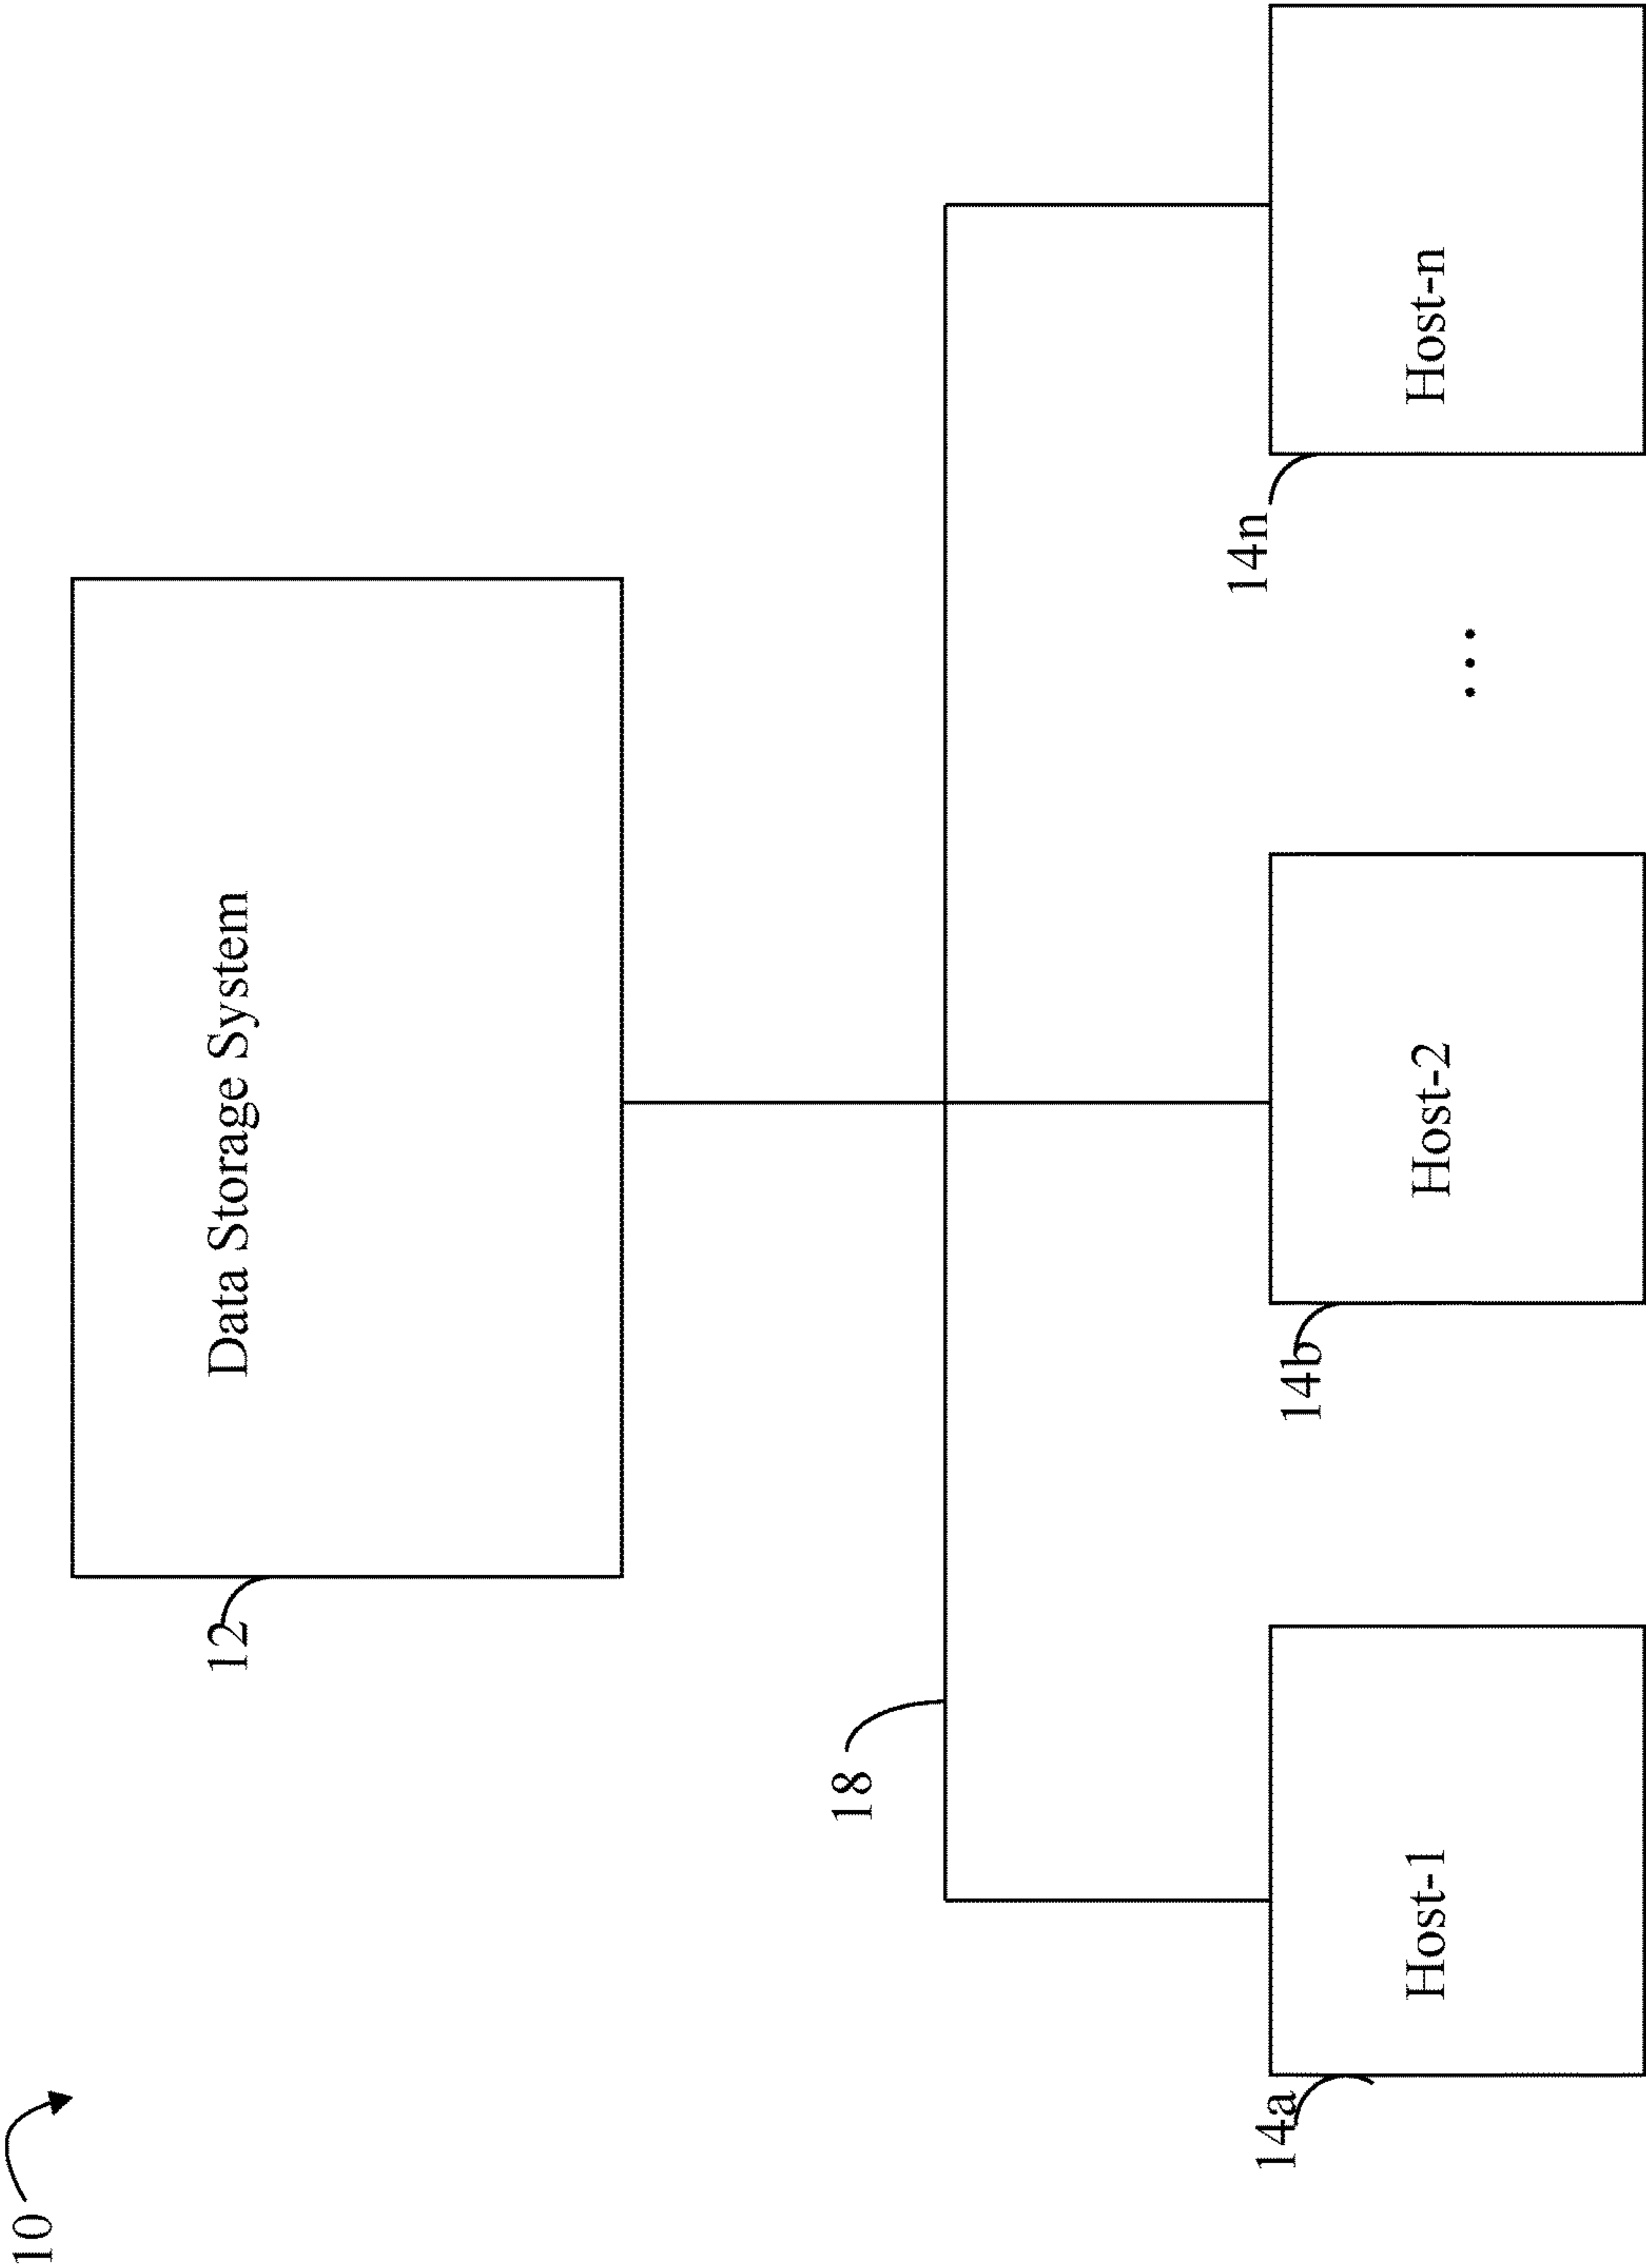 10
12
Data Storage System
18
14a
Host-1
14b
Host-2
...
14n
Host-n